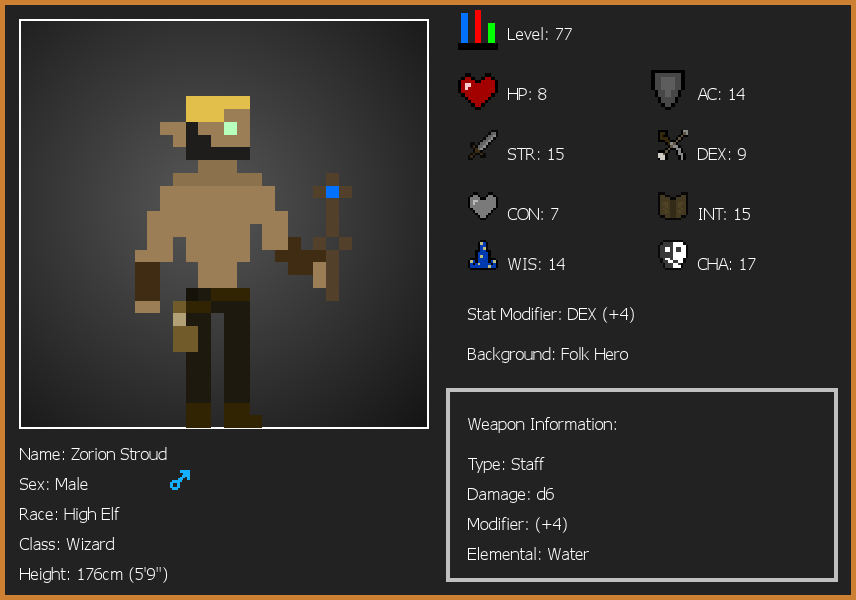 Level: 77
HP: 8
AC: 14
STR: 15
DEX: 9
CON: 7
INT: 15
WIS: 14
CHA: 17
Stat Modifier: DEX (+4)
Background: Folk Hero
Weapon Information:
Type: Staff
Damage: d6
Modifier: (+4)
Elemental: Water
Name: Zorion Stroud
Sex: Male
Race: High Elf
Class: Wizard
Height: 176cm (5'9")